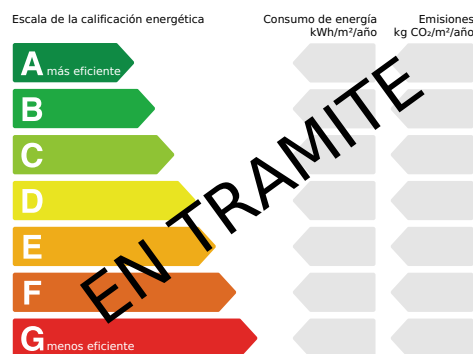 Escala de la calificación energética
Consumo de energía
kWh/m²/año
Emisiones
kg CO₂/m²/año
A más eficiente
B
C
D
E
F
G menos eficiente
EN TRAMITE